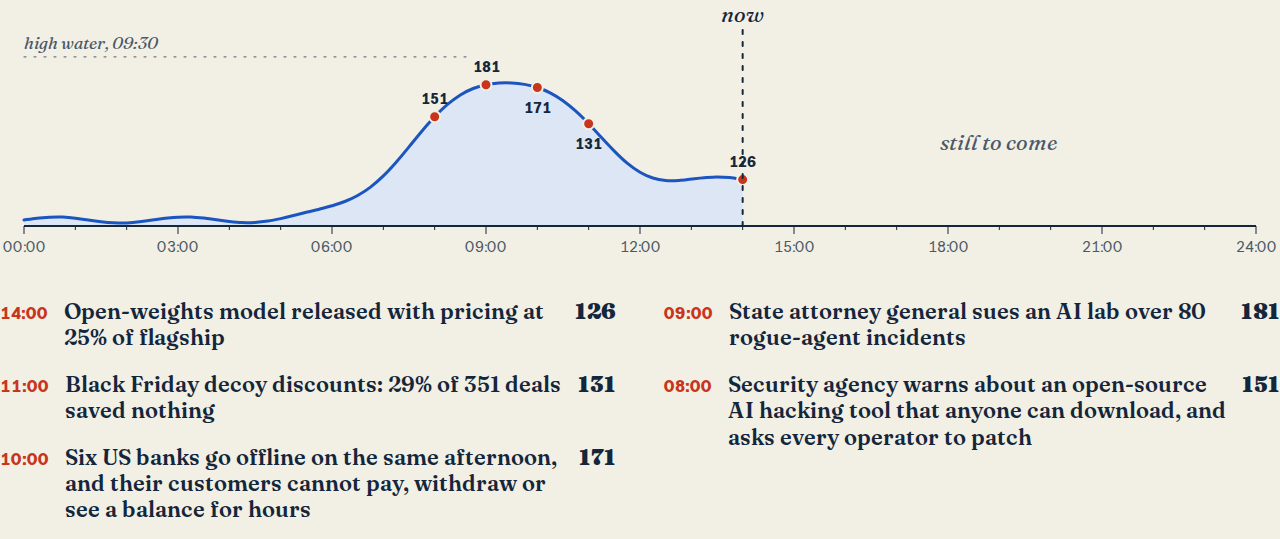 now
high water, 09:30
181
151
171
131
126
still to come
00:00 03:00 06:00 09:00 12:00 15:00 18:00 21:00 24:00
14:00 Open-weights model released with pricing at 126
25% of flagship
11:00 Black Friday decoy discounts: 29% of 351 deals 131
saved nothing
10:00 Six US banks go offline on the same afternoon, 171
and their customers cannot pay, withdraw or
see a balance for hours
09:00 State attorney general sues an AI lab over 80 181
rogue-agent incidents
08:00 Security agency warns about an open-source 151
AI hacking tool that anyone can download, and
asks every operator to patch